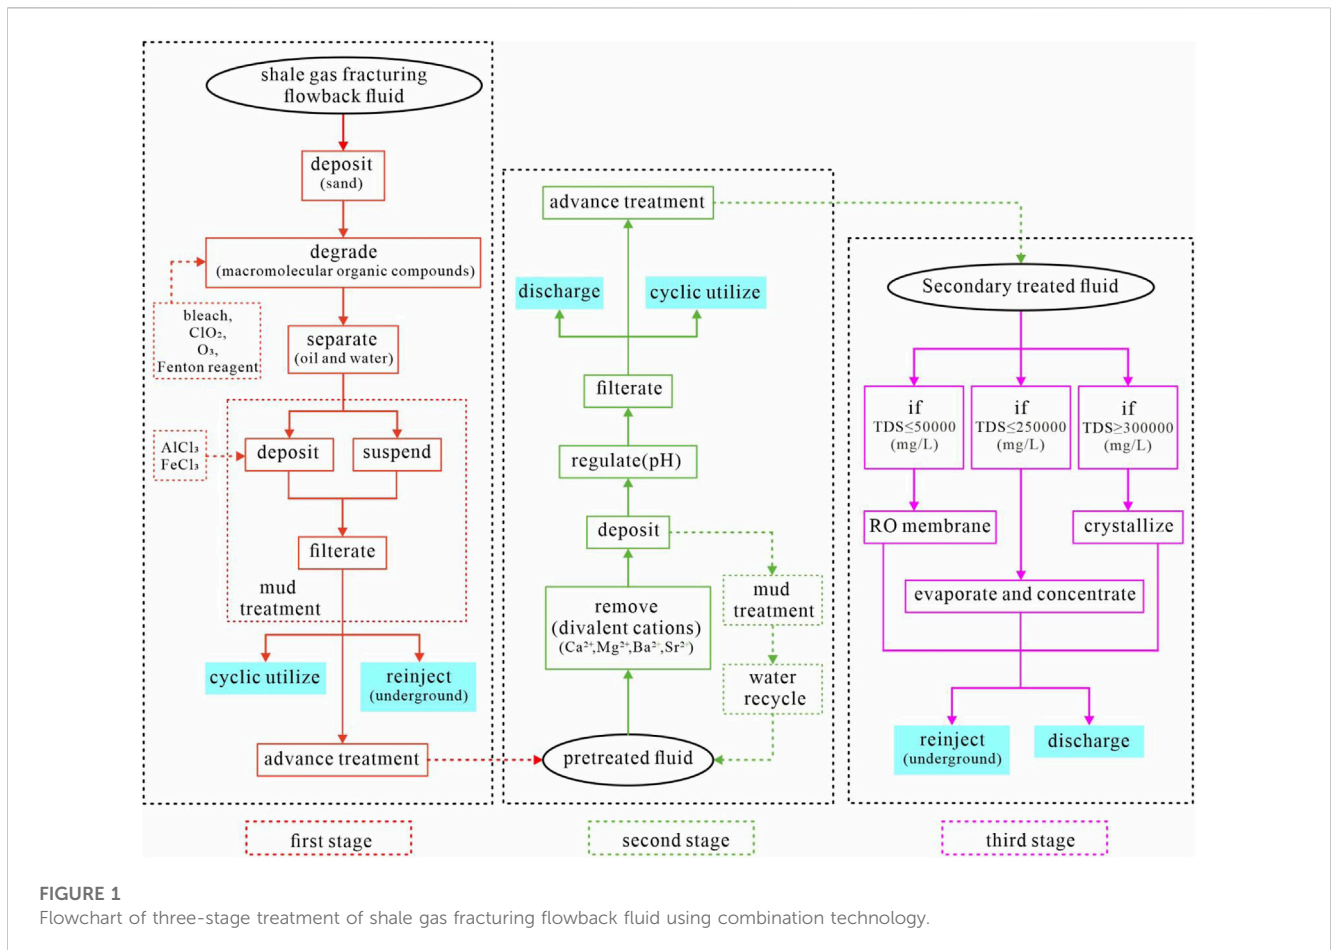 shale gas fracturing
flowback fluid
deposit
(sand)
degrade
(macromolecular organic compounds)
bleach,
ClO₂,
O₃,
Fenton reagent
separate
(oil and water)
AlCl₃
FeCl₃
deposit
suspend
filterate
mud
treatment
cyclic utilize
reinject
(underground)
advance treatment
first stage
advance treatment
discharge
cyclic utilize
filterate
regulate(pH)
deposit
remove
(divalent cations)
(Ca²⁺,Mg²⁺,Ba²⁺,Sr²⁺)
mud
treatment
water
recycle
pretreated fluid
second stage
Secondary treated fluid
if
TDS≤50000
(mg/L)
if
TDS≤250000
(mg/L)
if
TDS≥300000
(mg/L)
RO membrane
crystallize
evaporate and concentrate
reinject
(underground)
discharge
third stage
FIGURE 1
Flowchart of three-stage treatment of shale gas fracturing flowback fluid using combination technology.